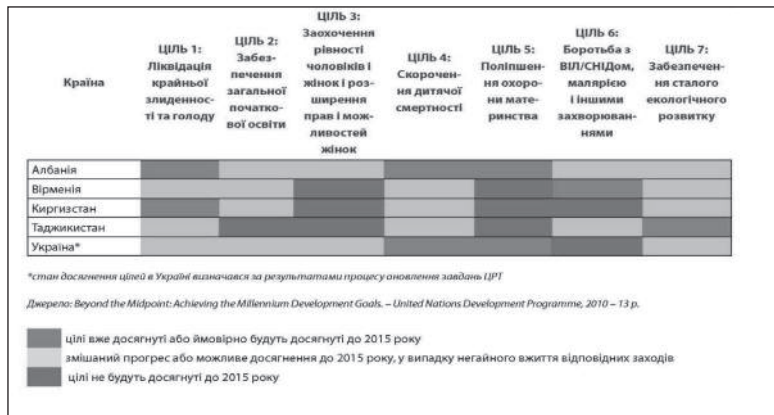 Країна
ЦІЛЬ 1:
Ліквідація
крайньої
злиденнос-
ті та голоду
ЦІЛЬ 2:
Забез-
печення
загальної
початко-
вої освіти
ЦІЛЬ 3:
Заохочення
рівності
чоловіків і
жінок і роз-
ширення
прав і мож-
ливостей
жінок
ЦІЛЬ 4:
Скорочен-
ня дитячої
смертності
ЦІЛЬ 5:
Поліпшен-
ня охоро-
ни мате-
ринства
ЦІЛЬ 6:
Боротьба з
ВІЛ/СНІДом,
малярією
і іншими
захворюван-
нями
ЦІЛЬ 7:
Забезпечен-
ня сталого
екологічного
розвитку
Албанія
Вірменія
Киргизстан
Таджикистан
Україна*
*стан досягнення цілей в Україні визначався за результатами процесу оновлення завдань ЦРТ
Джерело: Beyond the Midpoint: Achieving the Millennium Development Goals. – United Nations Development Programme, 2010 – 13 p.
цілі вже досягнуті або ймовірно будуть досягнуті до 2015 року
змішаний прогрес або можливе досягнення до 2015 року, у випадку негайного вжиття відповідних заходів
цілі не будуть досягнуті до 2015 року